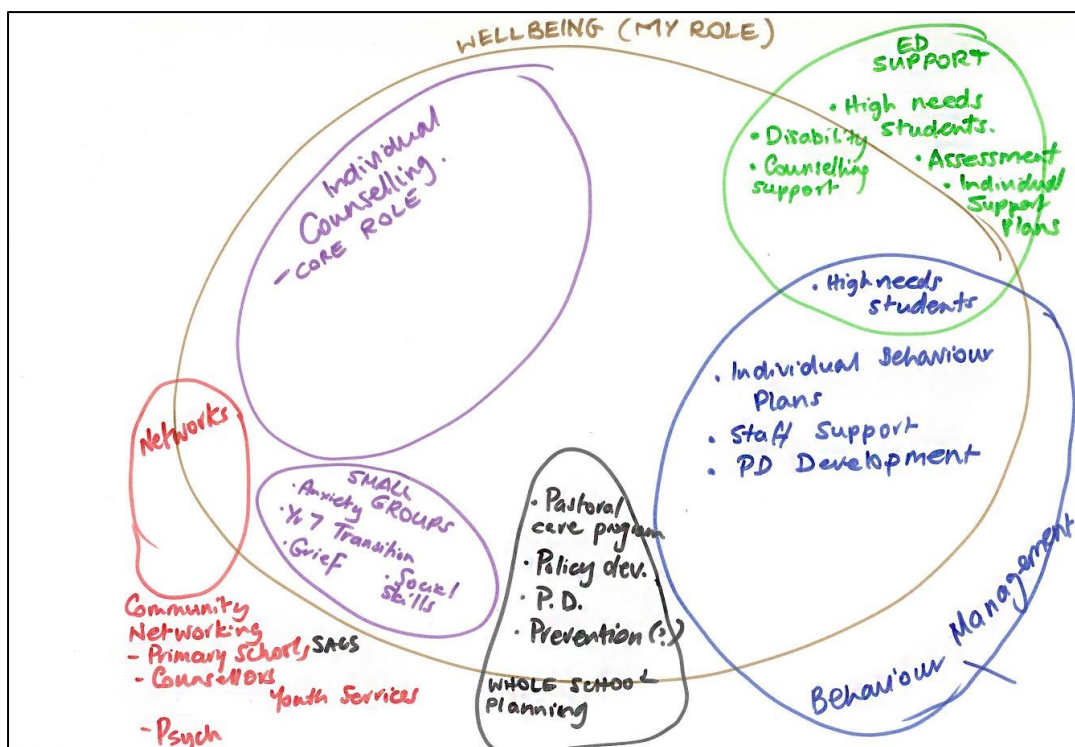 WELLBEING (MY ROLE)
ED
SUPPORT
• High needs
students.
• Disability
• Counselling
support
• Assessment
• Individual
Support
Plans
Individual
Counselling.
- CORE ROLE
• High needs
students
• Individual Behaviour
Plans
• Staff Support
• PD Development
Behaviour Management
Networks
SMALL
GROUPS
• Anxiety
• Yr 7 Transition
• Grief
• Social
skills
• Pastoral
care program
• Policy dev.
• P.D.
• Prevention (?)
WHOLE SCHOOL
planning
Community
Networking
- Primary Schools, SACS
- Counsellors
Youth Services
- Psych